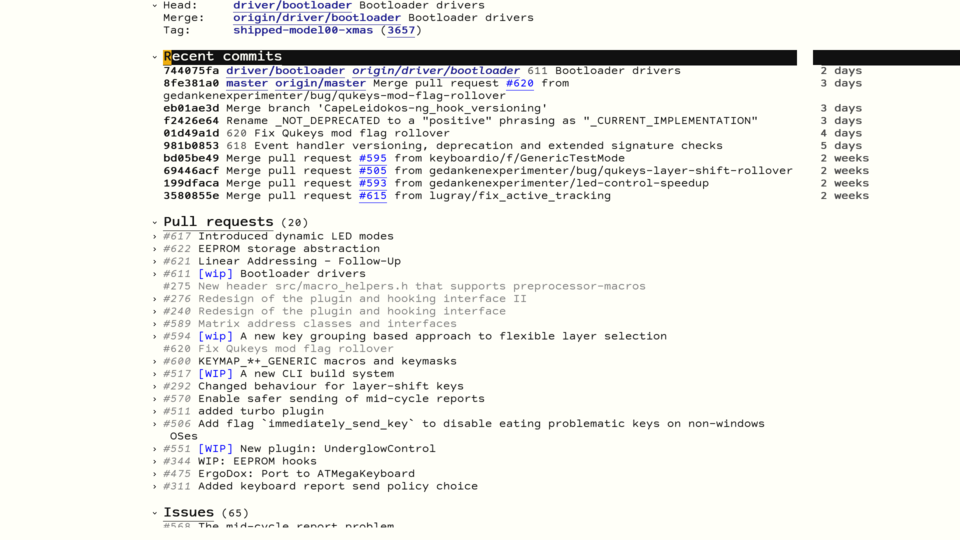 Head: driver/bootloader Bootloader drivers
Merge: origin/driver/bootloader Bootloader drivers
Tag: shipped-model00-xmas (3657)
Recent commits
744075fa driver/bootloader origin/driver/bootloader 611 Bootloader drivers 2 days
8fe381a0 master origin/master Merge pull request #620 from 3 days
gedankenexperimenter/bug/qukeys-mod-flag-rollover
eb01ae3d Merge branch 'CapeLeidokos-ng_hook_versioning' 3 days
f2426e64 Rename _NOT_DEPRECATED to a "positive" phrasing as "_CURRENT_IMPLEMENTATION" 3 days
01d49a1d 620 Fix Qukeys mod flag rollover 4 days
981b0853 618 Event handler versioning, deprecation and extended signature checks 5 days
bd05be49 Merge pull request #595 from keyboardio/f/GenericTestMode 2 weeks
69446acf Merge pull request #505 from gedankenexperimenter/bug/qukeys-layer-shift-rollover 2 weeks
199dfaca Merge pull request #593 from gedankenexperimenter/led-control-speedup 2 weeks
3580855e Merge pull request #615 from lugray/fix_active_tracking 2 weeks
Pull requests (20)
#617 Introduced dynamic LED modes
#622 EEPROM storage abstraction
#621 Linear Addressing - Follow-Up
#611 [wip] Bootloader drivers
#275 New header src/macro_helpers.h that supports preprocessor-macros
#276 Redesign of the plugin and hooking interface II
#240 Redesign of the plugin and hooking interface
#589 Matrix address classes and interfaces
#594 [wip] A new key grouping based approach to flexible layer selection
#620 Fix Qukeys mod flag rollover
#600 KEYMAP_*+_GENERIC macros and keymasks
#517 [WIP] A new CLI build system
#292 Changed behaviour for layer-shift keys
#570 Enable safer sending of mid-cycle reports
#511 added turbo plugin
#506 Add flag `immediately_send_key` to disable eating problematic keys on non-windows
OSes
#551 [WIP] New plugin: UnderglowControl
#344 WIP: EEPROM hooks
#475 ErgoDox: Port to ATMegaKeyboard
#311 Added keyboard report send policy choice
Issues (65)
#568 The mid-cycle report problem